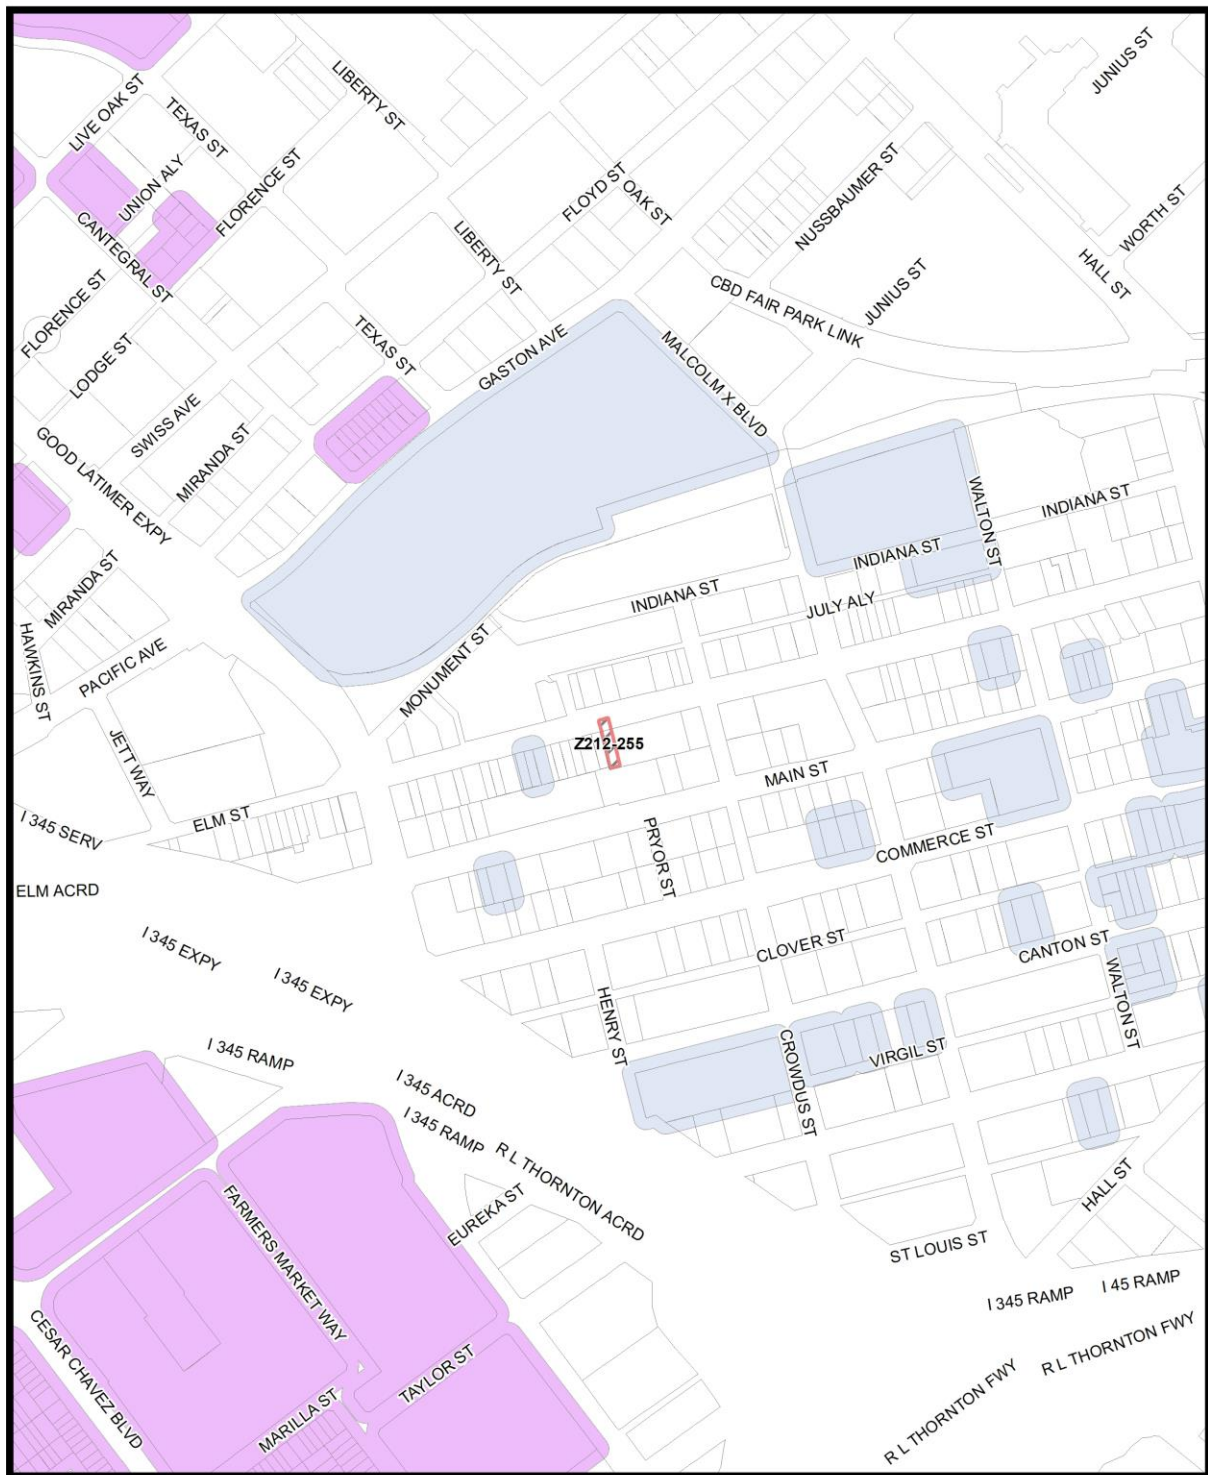 LIBERTY ST
JUNIUS ST
LIVE OAK ST
TEXAS ST
UNION ALY
FLORENCE ST
FLOYD ST
OAK ST
NUSSBAUMER ST
WORTH ST
CANTEGRAL ST
LIBERTY ST
HALL ST
FLORENCE ST
CBD FAIR PARK LINK
JUNIUS ST
LODGE ST
TEXAS ST
GASTON AVE
MALCOLM X BLVD
SWISS AVE
MIRANDA ST
GOOD LATIMER EXPY
WALTON ST
INDIANA ST
INDIANA ST
MIRANDA ST
INDIANA ST
JULY ALY
HAWKINS ST
PACIFIC AVE
MONUMENT ST
Z212-255
JETT WAY
MAIN ST
ELM ST
I 345 SERV
PRYOR ST
COMMERCE ST
ELM ACRD
I 345 EXPY
I 345 EXPY
CLOVER ST
CANTON ST
WALTON ST
HENRY ST
I 345 RAMP
CROWDUS ST
VIRGIL ST
I 345 ACRD
I 345 RAMP
R L THORNTON ACRD
HALL ST
FARMERS MARKET WAY
EUREKA ST
ST LOUIS ST
I 345 RAMP
I 45 RAMP
CESAR CHAVEZ BLVD
R L THORNTON FWY
TAYLOR ST
MARILLA ST
R L THORNTON FWY